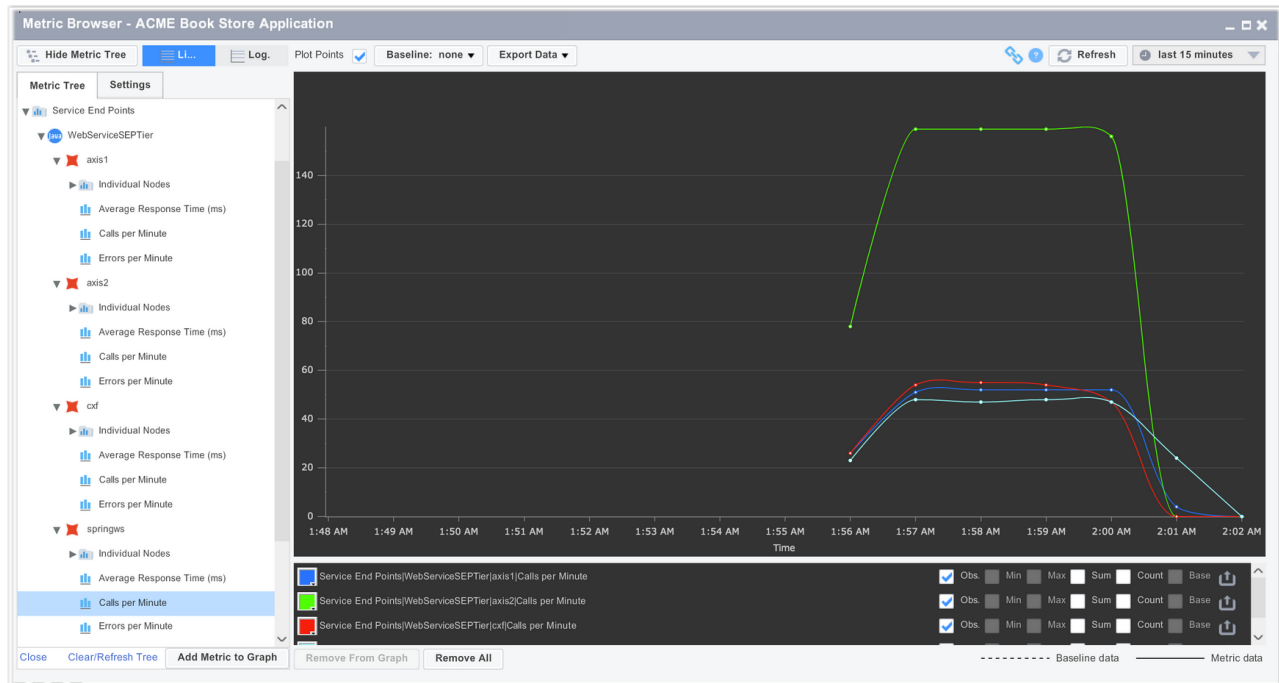 Metric Browser - ACME Book Store Application
Hide Metric Tree Li... Log. Plot Points Baseline: none Export Data Refresh last 15 minutes
Metric Tree Settings
Service End Points
WebServiceSEPTier
axis1
Individual Nodes
Average Response Time (ms)
Calls per Minute
Errors per Minute
axis2
Individual Nodes
Average Response Time (ms)
Calls per Minute
Errors per Minute
cxf
Individual Nodes
Average Response Time (ms)
Calls per Minute
Errors per Minute
springws
Individual Nodes
Average Response Time (ms)
Calls per Minute
Errors per Minute
Close Clear/Refresh Tree Add Metric to Graph
140
120
100
80
60
40
20
0
1:48 AM 1:49 AM 1:50 AM 1:51 AM 1:52 AM 1:53 AM 1:54 AM 1:55 AM 1:56 AM 1:57 AM 1:58 AM 1:59 AM 2:00 AM 2:01 AM 2:02 AM
Time
Service End Points|WebServiceSEPTier|axis1|Calls per Minute Obs. Min Max Sum Count Base
Service End Points|WebServiceSEPTier|axis2|Calls per Minute Obs. Min Max Sum Count Base
Service End Points|WebServiceSEPTier|cxf|Calls per Minute Obs. Min Max Sum Count Base
Remove From Graph Remove All Baseline data Metric data